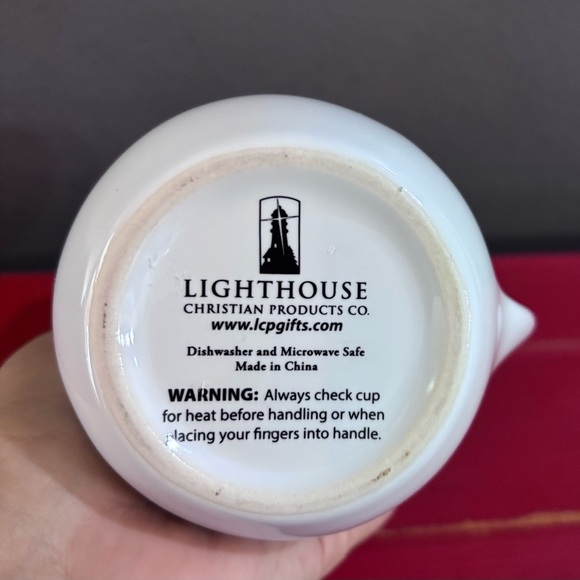 LIGHTHOUSE
CHRISTIAN PRODUCTS CO.
www.lcpgifts.com
Dishwasher and Microwave Safe
Made in China
WARNING: Always check cup
for heat before handling or when
placing your fingers into handle.